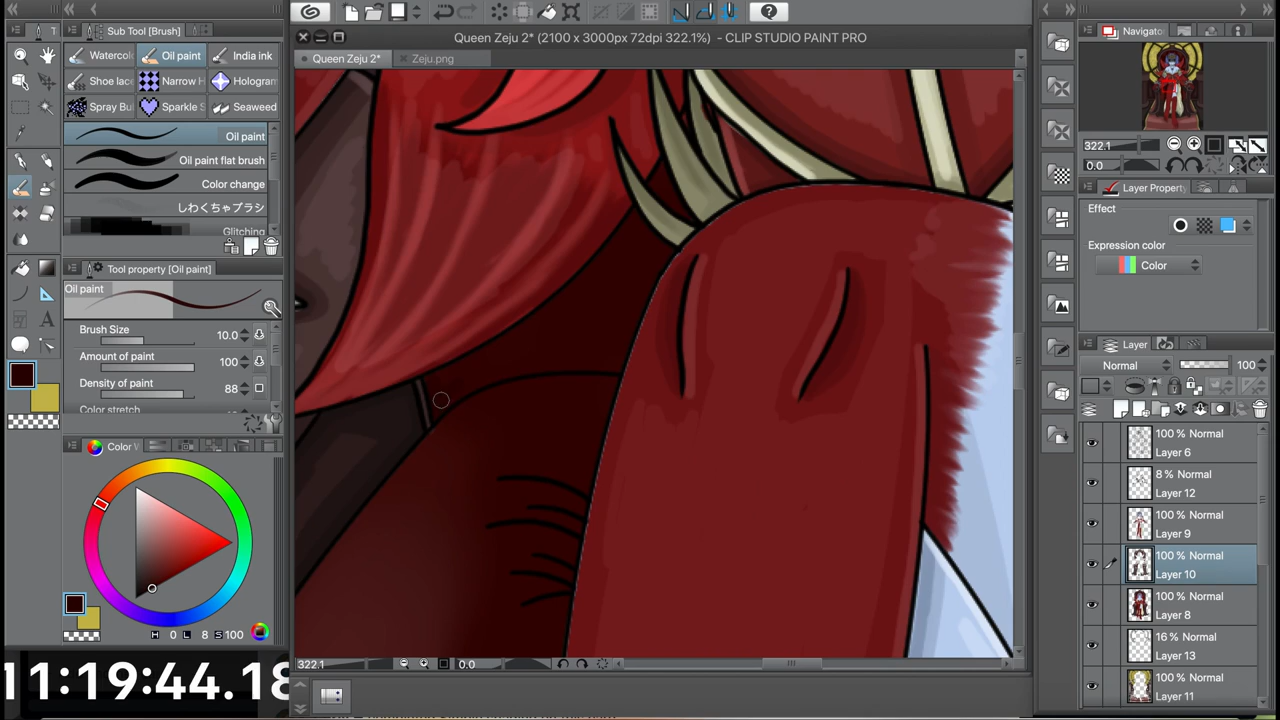 Queen Zeju 2* (2100 x 3000px 72dpi 322.1%) - CLIP STUDIO PAINT PRO
Sub Tool [Brush]
Oil paint
India ink
Narrow H
Hologram
Sparkle S
Seaweed
Oil paint
Oil paint flat brush
Color change
しわくちゃブラシ
Glitching
Tool property [Oil paint]
Oil paint
Brush Size
10.0
Amount of paint
100
Density of paint
88
Color stretch
H 0 L 8 S 100
11:19:44.18
Queen Zeju 2*
Zeju.png
322.1
0.0
Navigator
322.1
0.0
Layer Property
Effect
Expression color
Color
Layer
Normal
100
100 % Normal
Layer 6
8 % Normal
Layer 12
100 % Normal
Layer 9
100 % Normal
Layer 10
100 % Normal
Layer 8
16 % Normal
Layer 13
100 % Normal
Layer 11